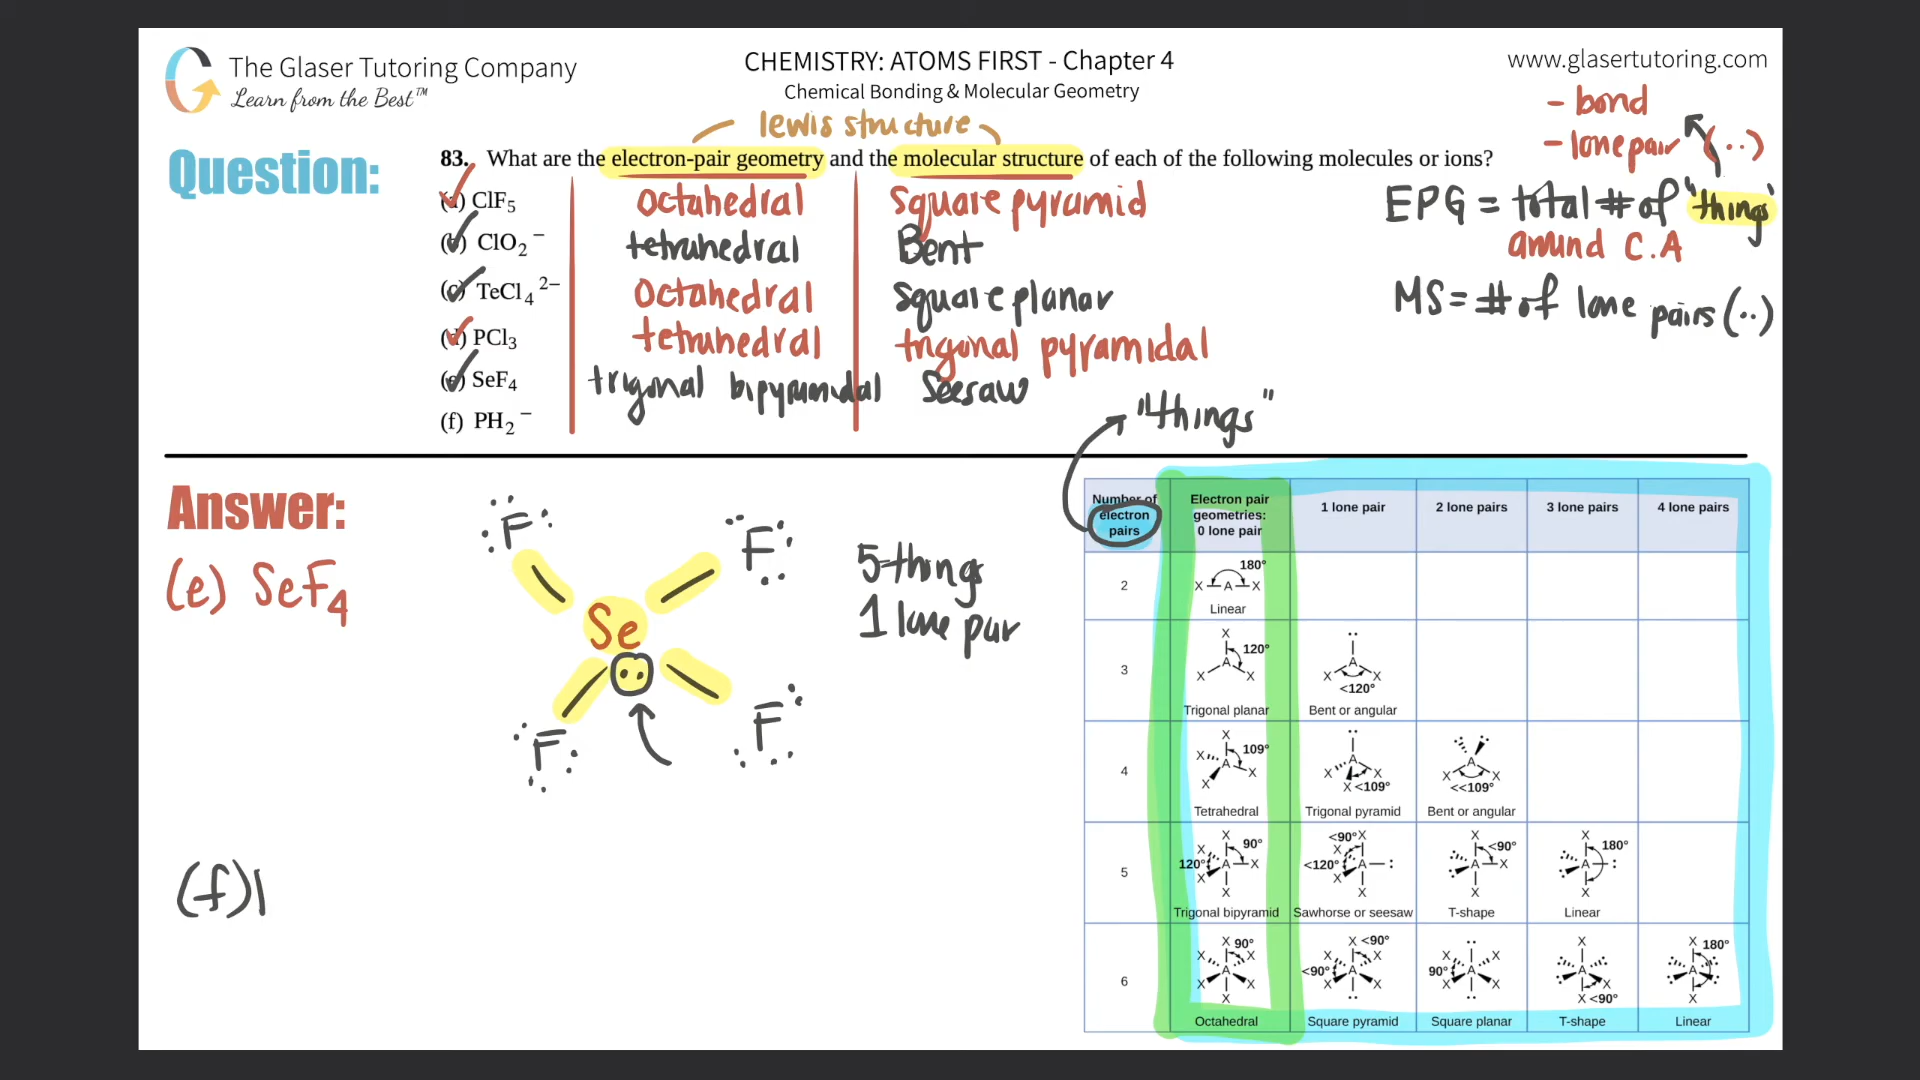 The Glaser Tutoring Company
Learn from the Best™
CHEMISTRY: ATOMS FIRST - Chapter 4
Chemical Bonding & Molecular Geometry
www.glasertutoring.com
- bond
- lone pair (··)
lewis structure
Question:
83. What are the electron-pair geometry and the molecular structure of each of the following molecules or ions?
(a) ClF5 octahedral square pyramid
(b) ClO2 − tetrahedral Bent
(c) TeCl4 2− octahedral square planar
(d) PCl3 tetrahedral trigonal pyramidal
(e) SeF4 trigonal bipyramidal Seesaw
(f) PH2 −
EPG = total # of "things"
around C.A
MS = # of lone pairs (··)
"things"
Answer:
(e) SeF4
F F
Se
F F
5 things
1 lone pair
(f) |
Number of electron pairs
Electron pair geometries: 0 lone pair
1 lone pair
2 lone pairs
3 lone pairs
4 lone pairs
2
180°
X A X
Linear
3
X 120° A X X
Trigonal planar
A X X <120°
Bent or angular
4
X 109° X A X X
Tetrahedral
A X X X <109°
Trigonal pyramid
A X X <<109°
Bent or angular
5
X 90° X 120° A X X X
Trigonal bipyramid
<90° X X <120° A X X
Sawhorse or seesaw
X <90° A X X
T-shape
X 180° A X
Linear
6
X 90° X X A X X X
Octahedral
X <90° X X <90° A X X
Square pyramid
X X 90° A X X
Square planar
X A X X <90°
T-shape
X 180° A X
Linear